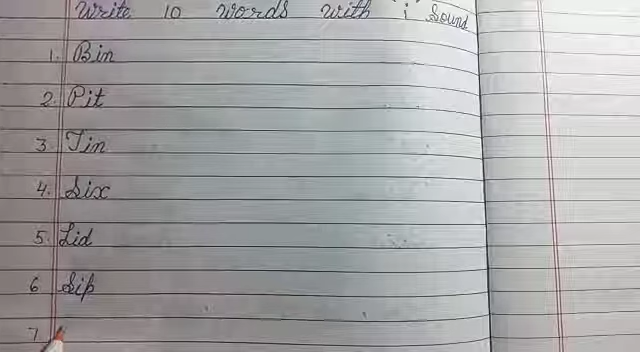 Write 10 words with i Sound
1. Bin
2. Pit
3. Tin
4. Six
5. Lid
6 Sip
7